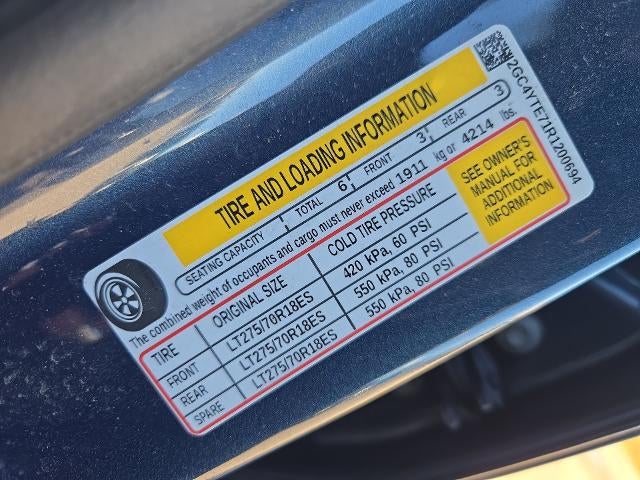 TIRE AND LOADING INFORMATION
SEATING CAPACITY TOTAL 6 FRONT 3 REAR 3
The combined weight of occupants and cargo must never exceed 1911 kg or 4214 lbs.
TIRE ORIGINAL SIZE COLD TIRE PRESSURE
FRONT LT275/70R18ES 420 kPa, 60 PSI
REAR LT275/70R18ES 550 kPa, 80 PSI
SPARE LT275/70R18ES 550 kPa, 80 PSI
SEE OWNER'S
MANUAL FOR
ADDITIONAL
INFORMATION
2GC4YTE71R1200694